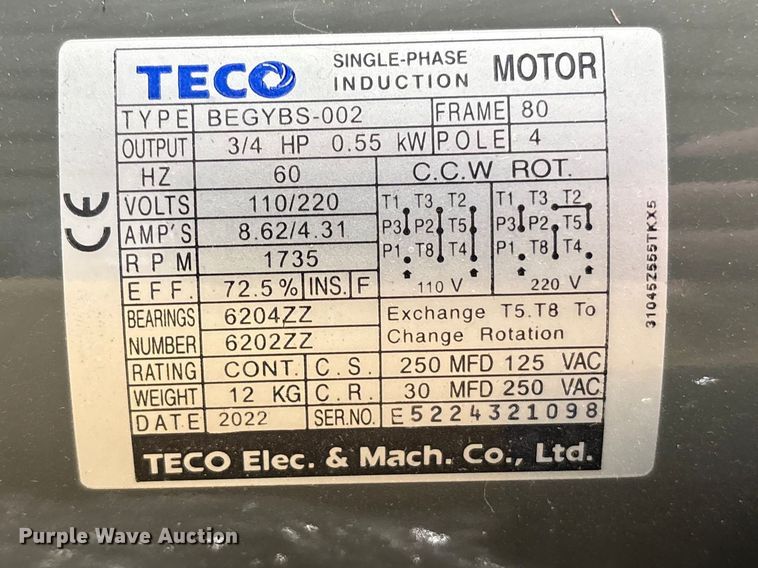 TECO SINGLE-PHASE INDUCTION MOTOR
TYPE BEGYBS-002 FRAME 80
OUTPUT 3/4 HP 0.55 kW POLE 4
HZ 60 C.C.W ROT.
VOLTS 110/220 T1 T3 T2 T1 T3 T2
AMP'S 8.62/4.31 P3 P2 T5 P3 P2 T5
RPM 1735 P1 T8 T4 P1 T8 T4
EFF. 72.5% INS. F 110 V 220 V
BEARINGS 6204ZZ Exchange T5.T8 To
NUMBER 6202ZZ Change Rotation
RATING CONT. C.S. 250 MFD 125 VAC
WEIGHT 12 KG C.R. 30 MFD 250 VAC
DATE 2022 SER.NO. E5224321098
TECO Elec. & Mach. Co., Ltd.
CE
31045Z555TKX5
Purple Wave Auction